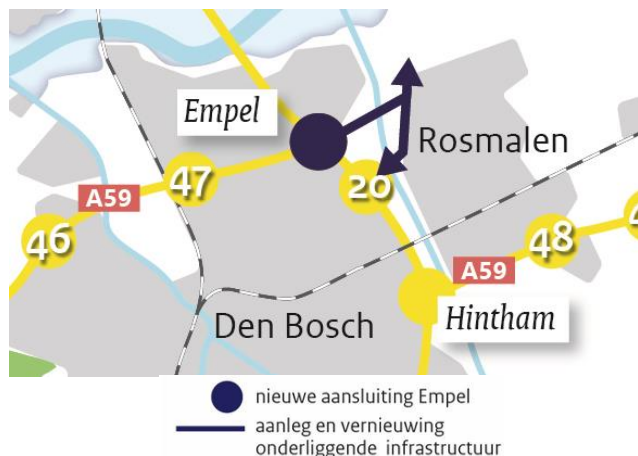 Empel
Rosmalen
47
20
A59
46
48
A59
Den Bosch
Hintham
nieuwe aansluiting Empel
aanleg en vernieuwing
onderliggende infrastructuur